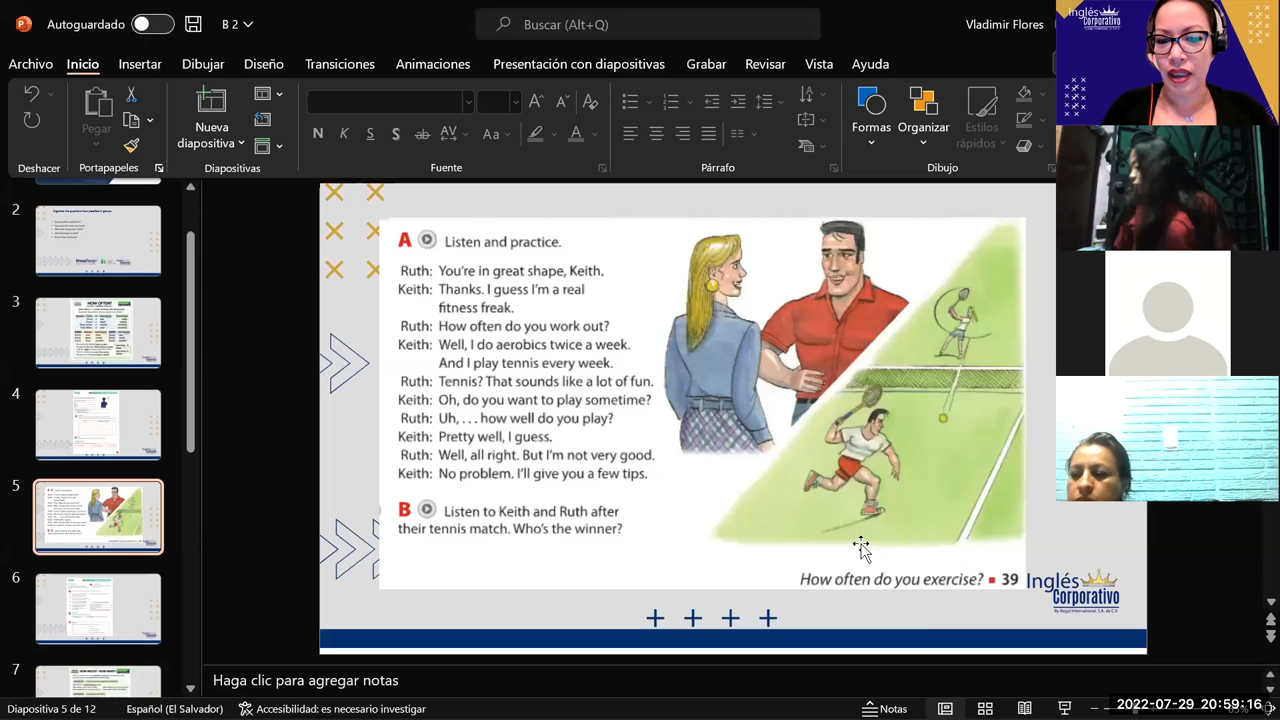 Autoguardado
B 2
Buscar (Alt+Q)
Vladimir Flores
Archivo Inicio Insertar Dibujar Diseño Transiciones Animaciones Presentación con diapositivas Grabar Revisar Vista Ayuda
Pegar
Nueva
diapositiva
Formas
Organizar
Estilos
rápidos
Deshacer
Portapapeles
Diapositivas
Fuente
Párrafo
Dibujo
2
3
4
5
6
7
A Listen and practice.
Ruth: You're in great shape, Keith.
Keith: Thanks. I guess I'm a real
fitness freak.
Ruth: How often do you work out?
Keith: Well, I do aerobics twice a week.
And I play tennis every week.
Ruth: Tennis? That sounds like a lot of fun.
Keith: Oh, do you want to play sometime?
Ruth: Uh, . . . how well do you play?
Keith: Pretty well, I guess.
Ruth: Well, all right. But I'm not very good.
Keith: No problem. I'll give you a few tips.
B Listen to Keith and Ruth after
their tennis match. Who's the winner?
How often do you exercise? ■ 39
Inglés
Corporativo
By Regal International, S.A. de C.V.
Inglés
Corporativo
Haga clic para agregar notas
Diapositiva 5 de 12
Español (El Salvador)
Accesibilidad: es necesario investigar
Notas
2022-07-29 20:59:16